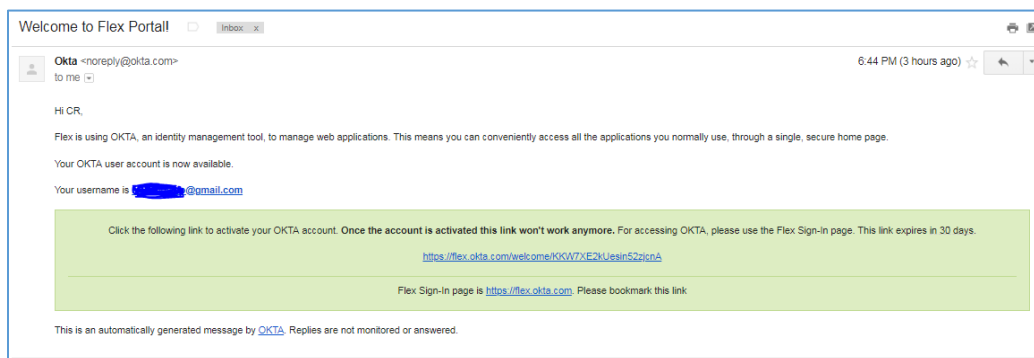 Welcome to Flex Portal! Inbox x
Okta <noreply@okta.com> 6:44 PM (3 hours ago)
to me
Hi CR,
Flex is using OKTA, an identity management tool, to manage web applications. This means you can conveniently access all the applications you normally use, through a single, secure home page.
Your OKTA user account is now available.
Your username is @gmail.com
Click the following link to activate your OKTA account. Once the account is activated this link won't work anymore. For accessing OKTA, please use the Flex Sign-In page. This link expires in 30 days.
https://flex.okta.com/welcome/KKW7XE2kUesin52zjcnA
Flex Sign-In page is https://flex.okta.com. Please bookmark this link
This is an automatically generated message by OKTA. Replies are not monitored or answered.